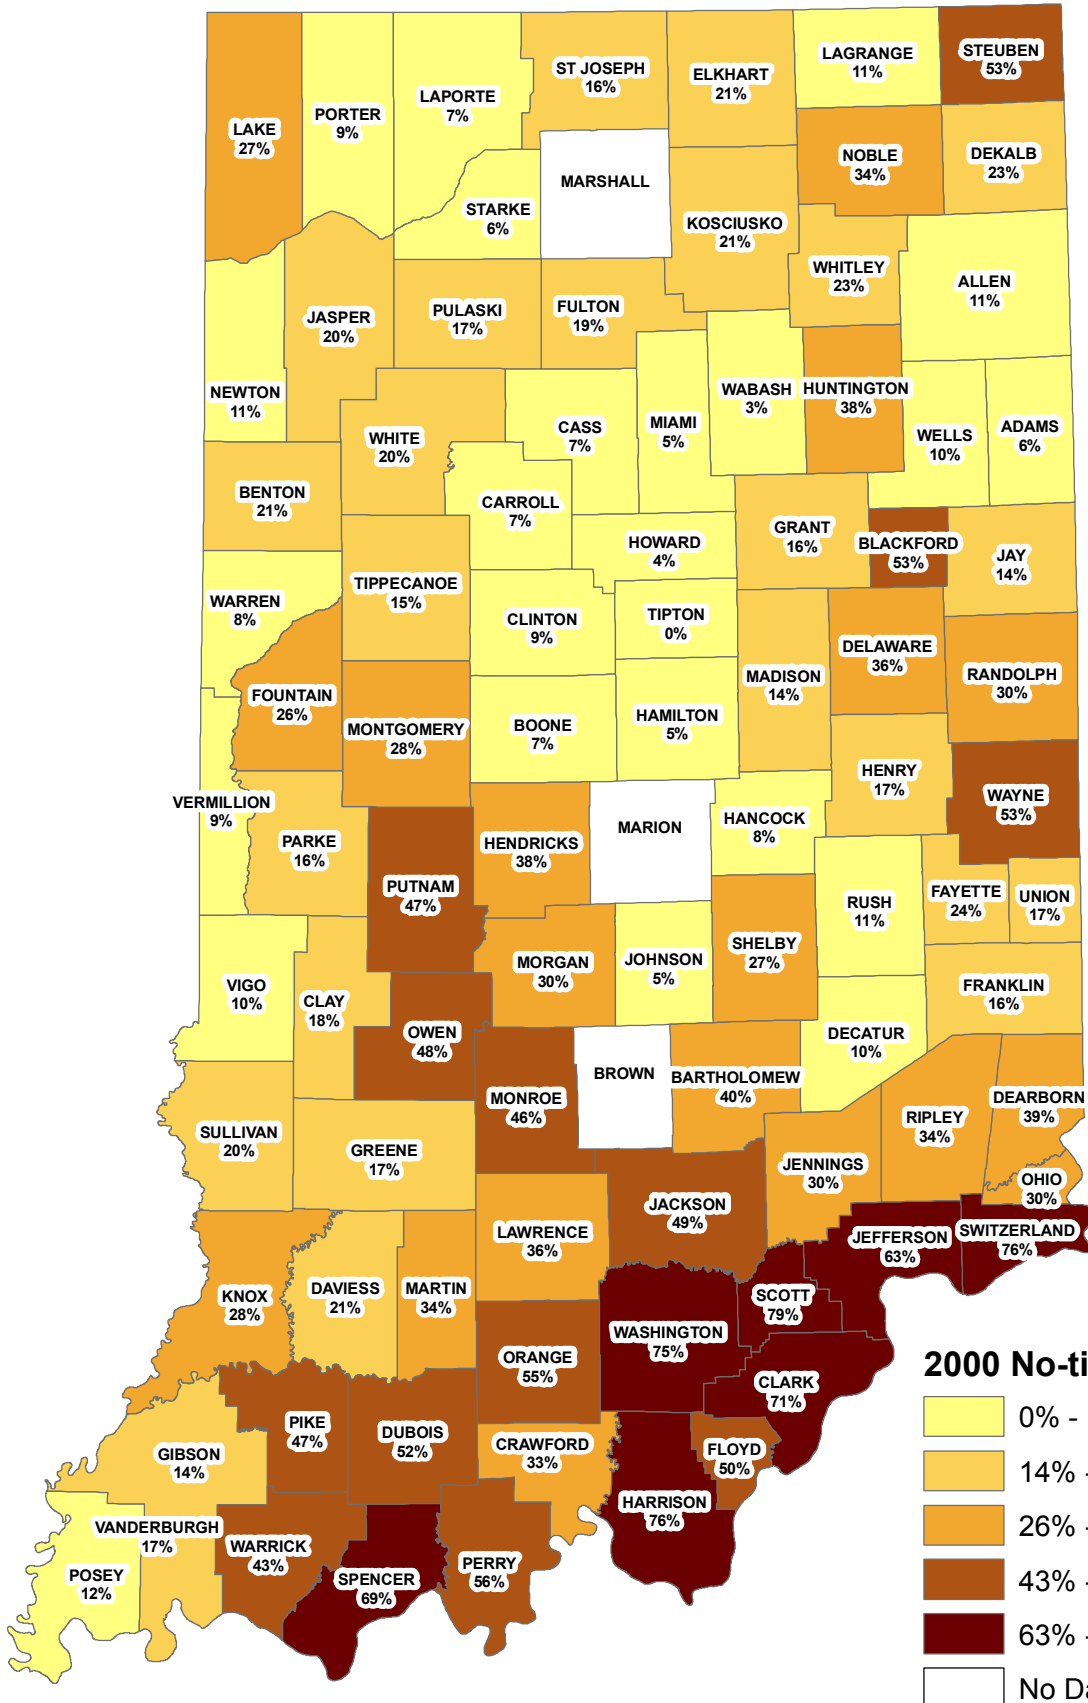 LAGRANGE
11%
STEUBEN
53%
ST JOSEPH
16%
ELKHART
21%
LAPORTE
7%
PORTER
9%
LAKE
27%
NOBLE
34%
DEKALB
23%
MARSHALL
STARKE
6%
KOSCIUSKO
21%
WHITLEY
23%
ALLEN
11%
JASPER
20%
PULASKI
17%
FULTON
19%
NEWTON
11%
WABASH
3%
HUNTINGTON
38%
MIAMI
5%
CASS
7%
WHITE
20%
WELLS
10%
ADAMS
6%
BENTON
21%
CARROLL
7%
GRANT
16%
BLACKFORD
53%
HOWARD
4%
JAY
14%
TIPPECANOE
15%
WARREN
8%
CLINTON
9%
TIPTON
0%
DELAWARE
36%
RANDOLPH
30%
MADISON
14%
FOUNTAIN
26%
MONTGOMERY
28%
BOONE
7%
HAMILTON
5%
HENRY
17%
WAYNE
53%
VERMILLION
9%
HANCOCK
8%
MARION
PARKE
16%
HENDRICKS
38%
PUTNAM
47%
RUSH
11%
FAYETTE
24%
UNION
17%
SHELBY
27%
JOHNSON
5%
MORGAN
30%
VIGO
10%
CLAY
18%
FRANKLIN
16%
OWEN
48%
DECATUR
10%
BROWN
BARTHOLOMEW
40%
MONROE
46%
DEARBORN
39%
RIPLEY
34%
SULLIVAN
20%
GREENE
17%
JENNINGS
30%
OHIO
30%
JACKSON
49%
LAWRENCE
36%
JEFFERSON
63%
SWITZERLAND
76%
KNOX
28%
DAVIESS
21%
MARTIN
34%
SCOTT
79%
WASHINGTON
75%
ORANGE
55%
CLARK
71%
PIKE
47%
DUBOIS
52%
CRAWFORD
33%
FLOYD
50%
GIBSON
14%
HARRISON
76%
VANDERBURGH
17%
WARRICK
43%
PERRY
56%
POSEY
12%
SPENCER
69%
2000 No-ti
0% -
14% -
26% -
43% -
63% -
No Da